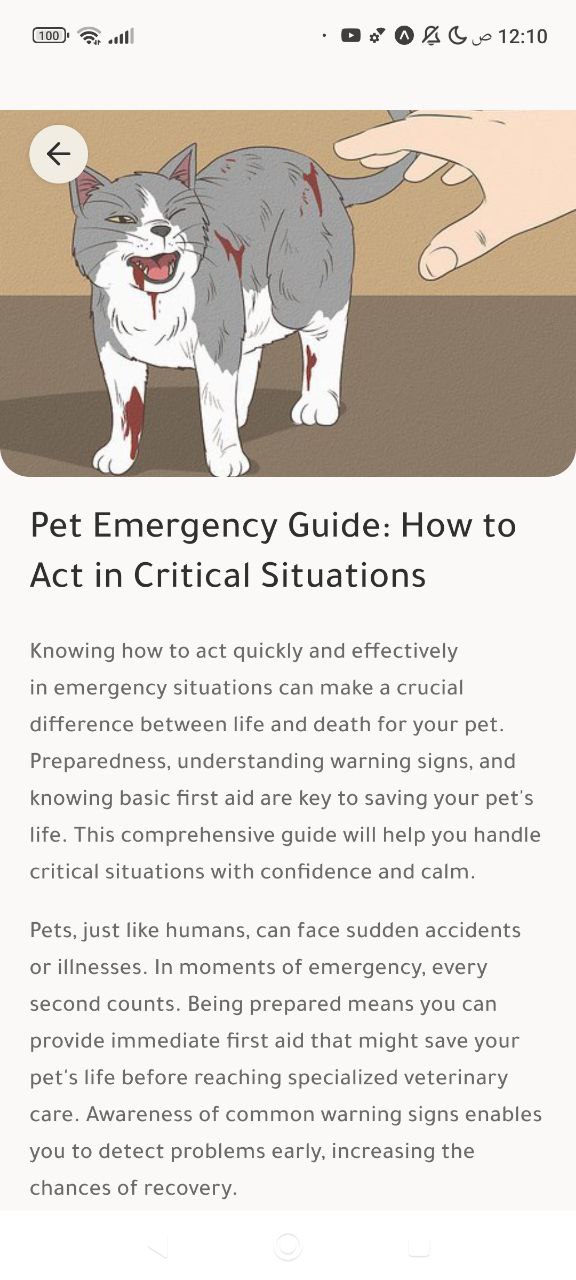 100
ص 12:10
Pet Emergency Guide: How to
Act in Critical Situations
Knowing how to act quickly and effectively
in emergency situations can make a crucial
difference between life and death for your pet.
Preparedness, understanding warning signs, and
knowing basic first aid are key to saving your pet's
life. This comprehensive guide will help you handle
critical situations with confidence and calm.
Pets, just like humans, can face sudden accidents
or illnesses. In moments of emergency, every
second counts. Being prepared means you can
provide immediate first aid that might save your
pet's life before reaching specialized veterinary
care. Awareness of common warning signs enables
you to detect problems early, increasing the
chances of recovery.